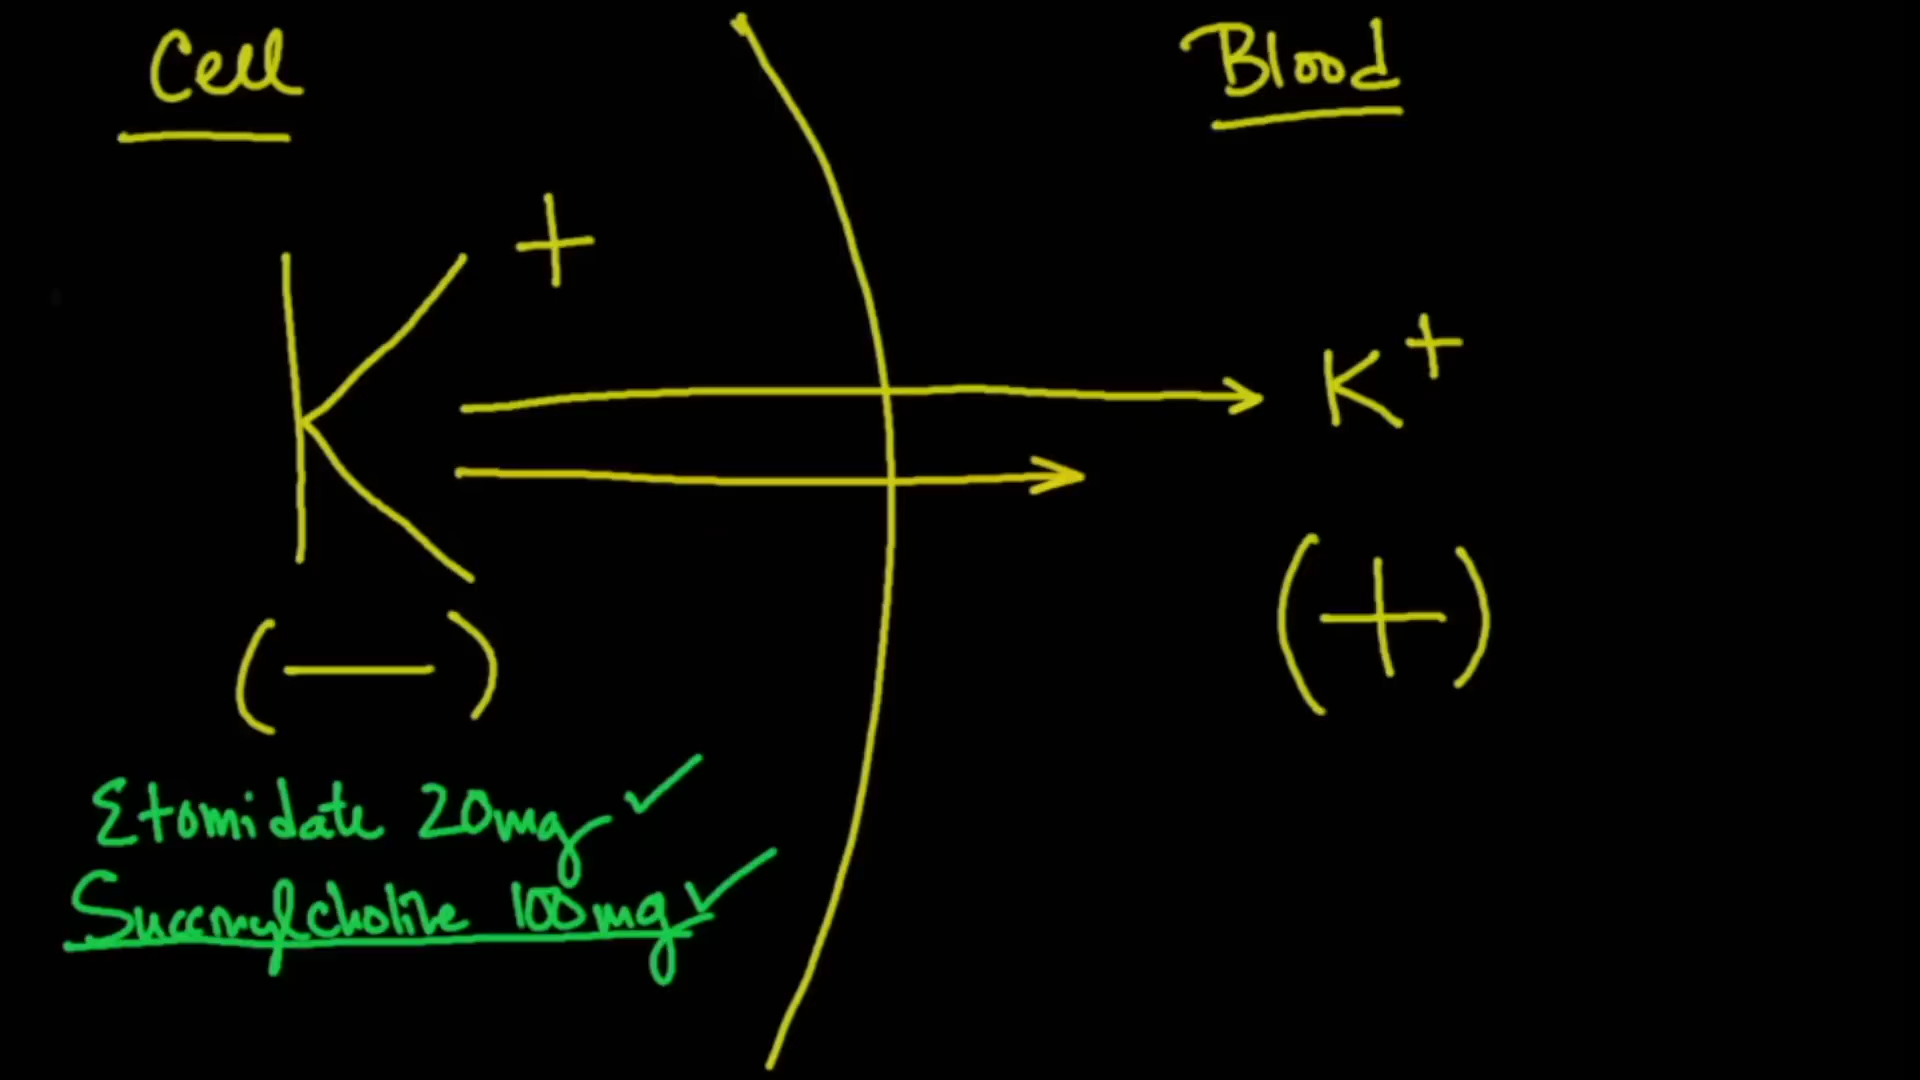 Cell
Blood
K+
K+
(—)
(+)
Etomidate 20mg ✓
Succinylcholine 100mg ✓